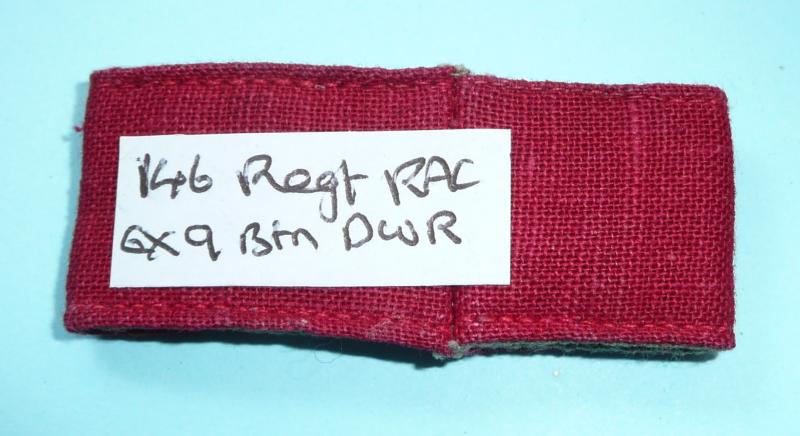 146 Regt RAC
EX 9 Btn DWR